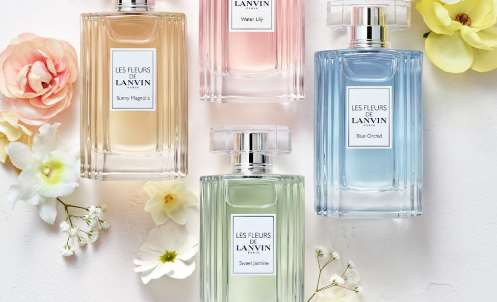 LANVIN
PARIS
Water Lily
LES FLEURS
DE
LANVIN
PARIS
Sunny Magnolia
LES FLEURS
DE
LANVIN
PARIS
Blue Orchid
LES FLEURS
DE
LANVIN
PARIS
Sweet Jasmine